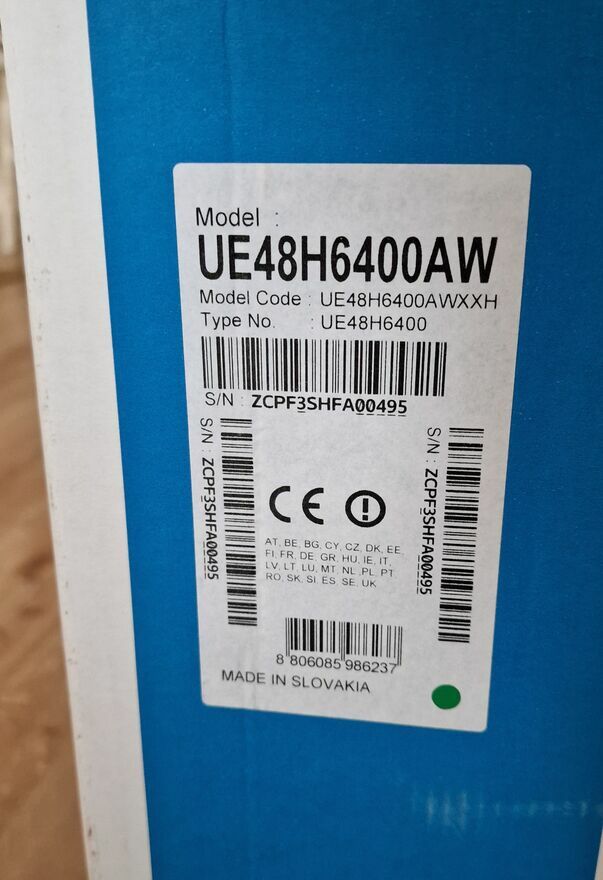 Model :
UE48H6400AW
Model Code : UE48H6400AWXXH
Type No. : UE48H6400
S/N : ZCPF3SHFA00495
S/N : ZCPF3SHFA00495
S/N : ZCPF3SHFA00495
CE
AT, BE, BG, CY, CZ, DK, EE,
FI, FR, DE, GR, HU, IE, IT,
LV, LT, LU, MT, NL, PL, PT
RO, SK, SI, ES, SE, UK
8 806085 986237
MADE IN SLOVAKIA